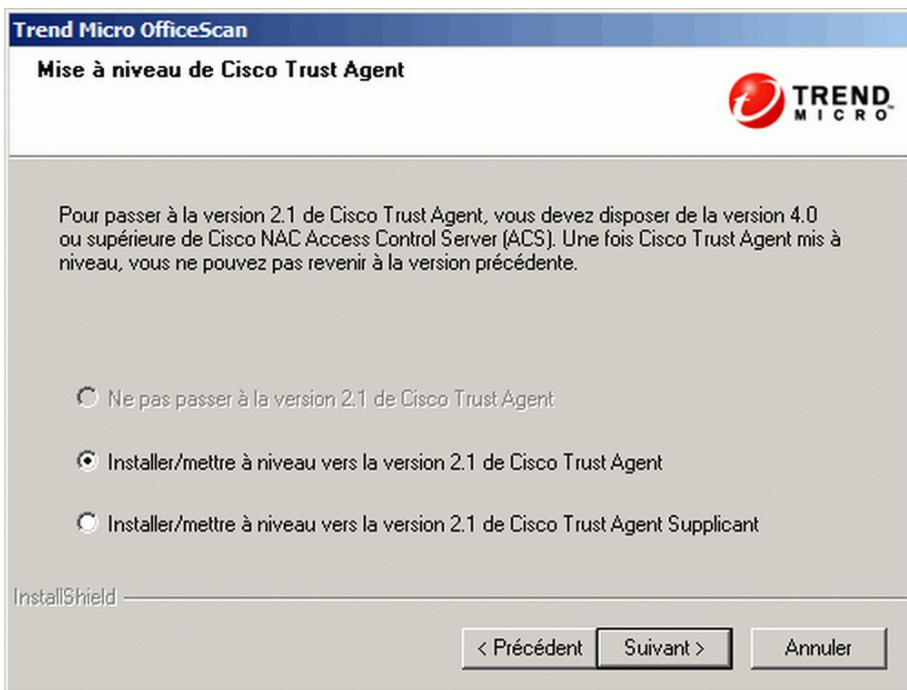 Trend Micro OfficeScan
Mise à niveau de Cisco Trust Agent
TREND
MICRO
Pour passer à la version 2.1 de Cisco Trust Agent, vous devez disposer de la version 4.0
ou supérieure de Cisco NAC Access Control Server (ACS). Une fois Cisco Trust Agent mis à
niveau, vous ne pouvez pas revenir à la version précédente.
Ne pas passer à la version 2.1 de Cisco Trust Agent
Installer/mettre à niveau vers la version 2.1 de Cisco Trust Agent
Installer/mettre à niveau vers la version 2.1 de Cisco Trust Agent Supplicant
InstallShield
< Précédent
Suivant >
Annuler